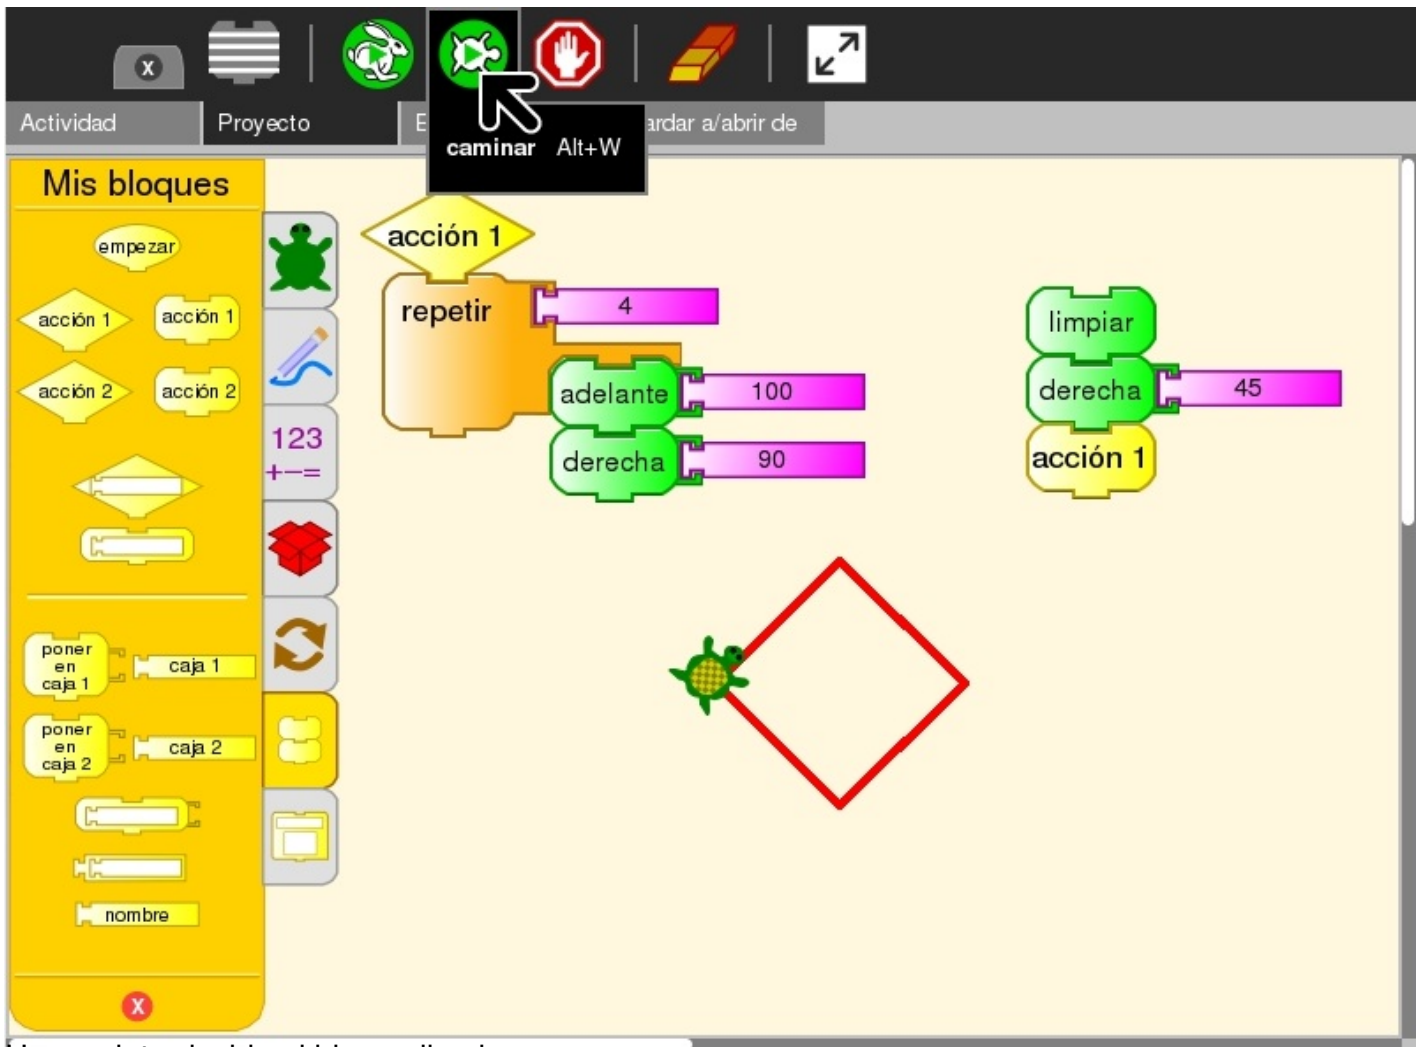 x
Actividad
Proyecto
E
ardar a/abrir de
caminar Alt+W
Mis bloques
empezar
acción 1
acción 1
acción 2
acción 2
poner
en
caja 1
caja 1
poner
en
caja 2
caja 2
nombre
X
123
+−=
acción 1
repetir
4
adelante
100
derecha
90
limpiar
derecha
45
acción 1